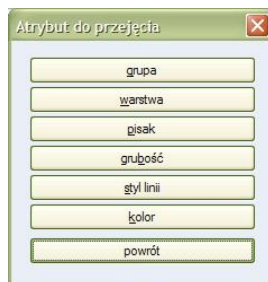 Atrybut do przejęcia
grupa
warstwa
pisak
grubość
styl linii
kolor
powrót